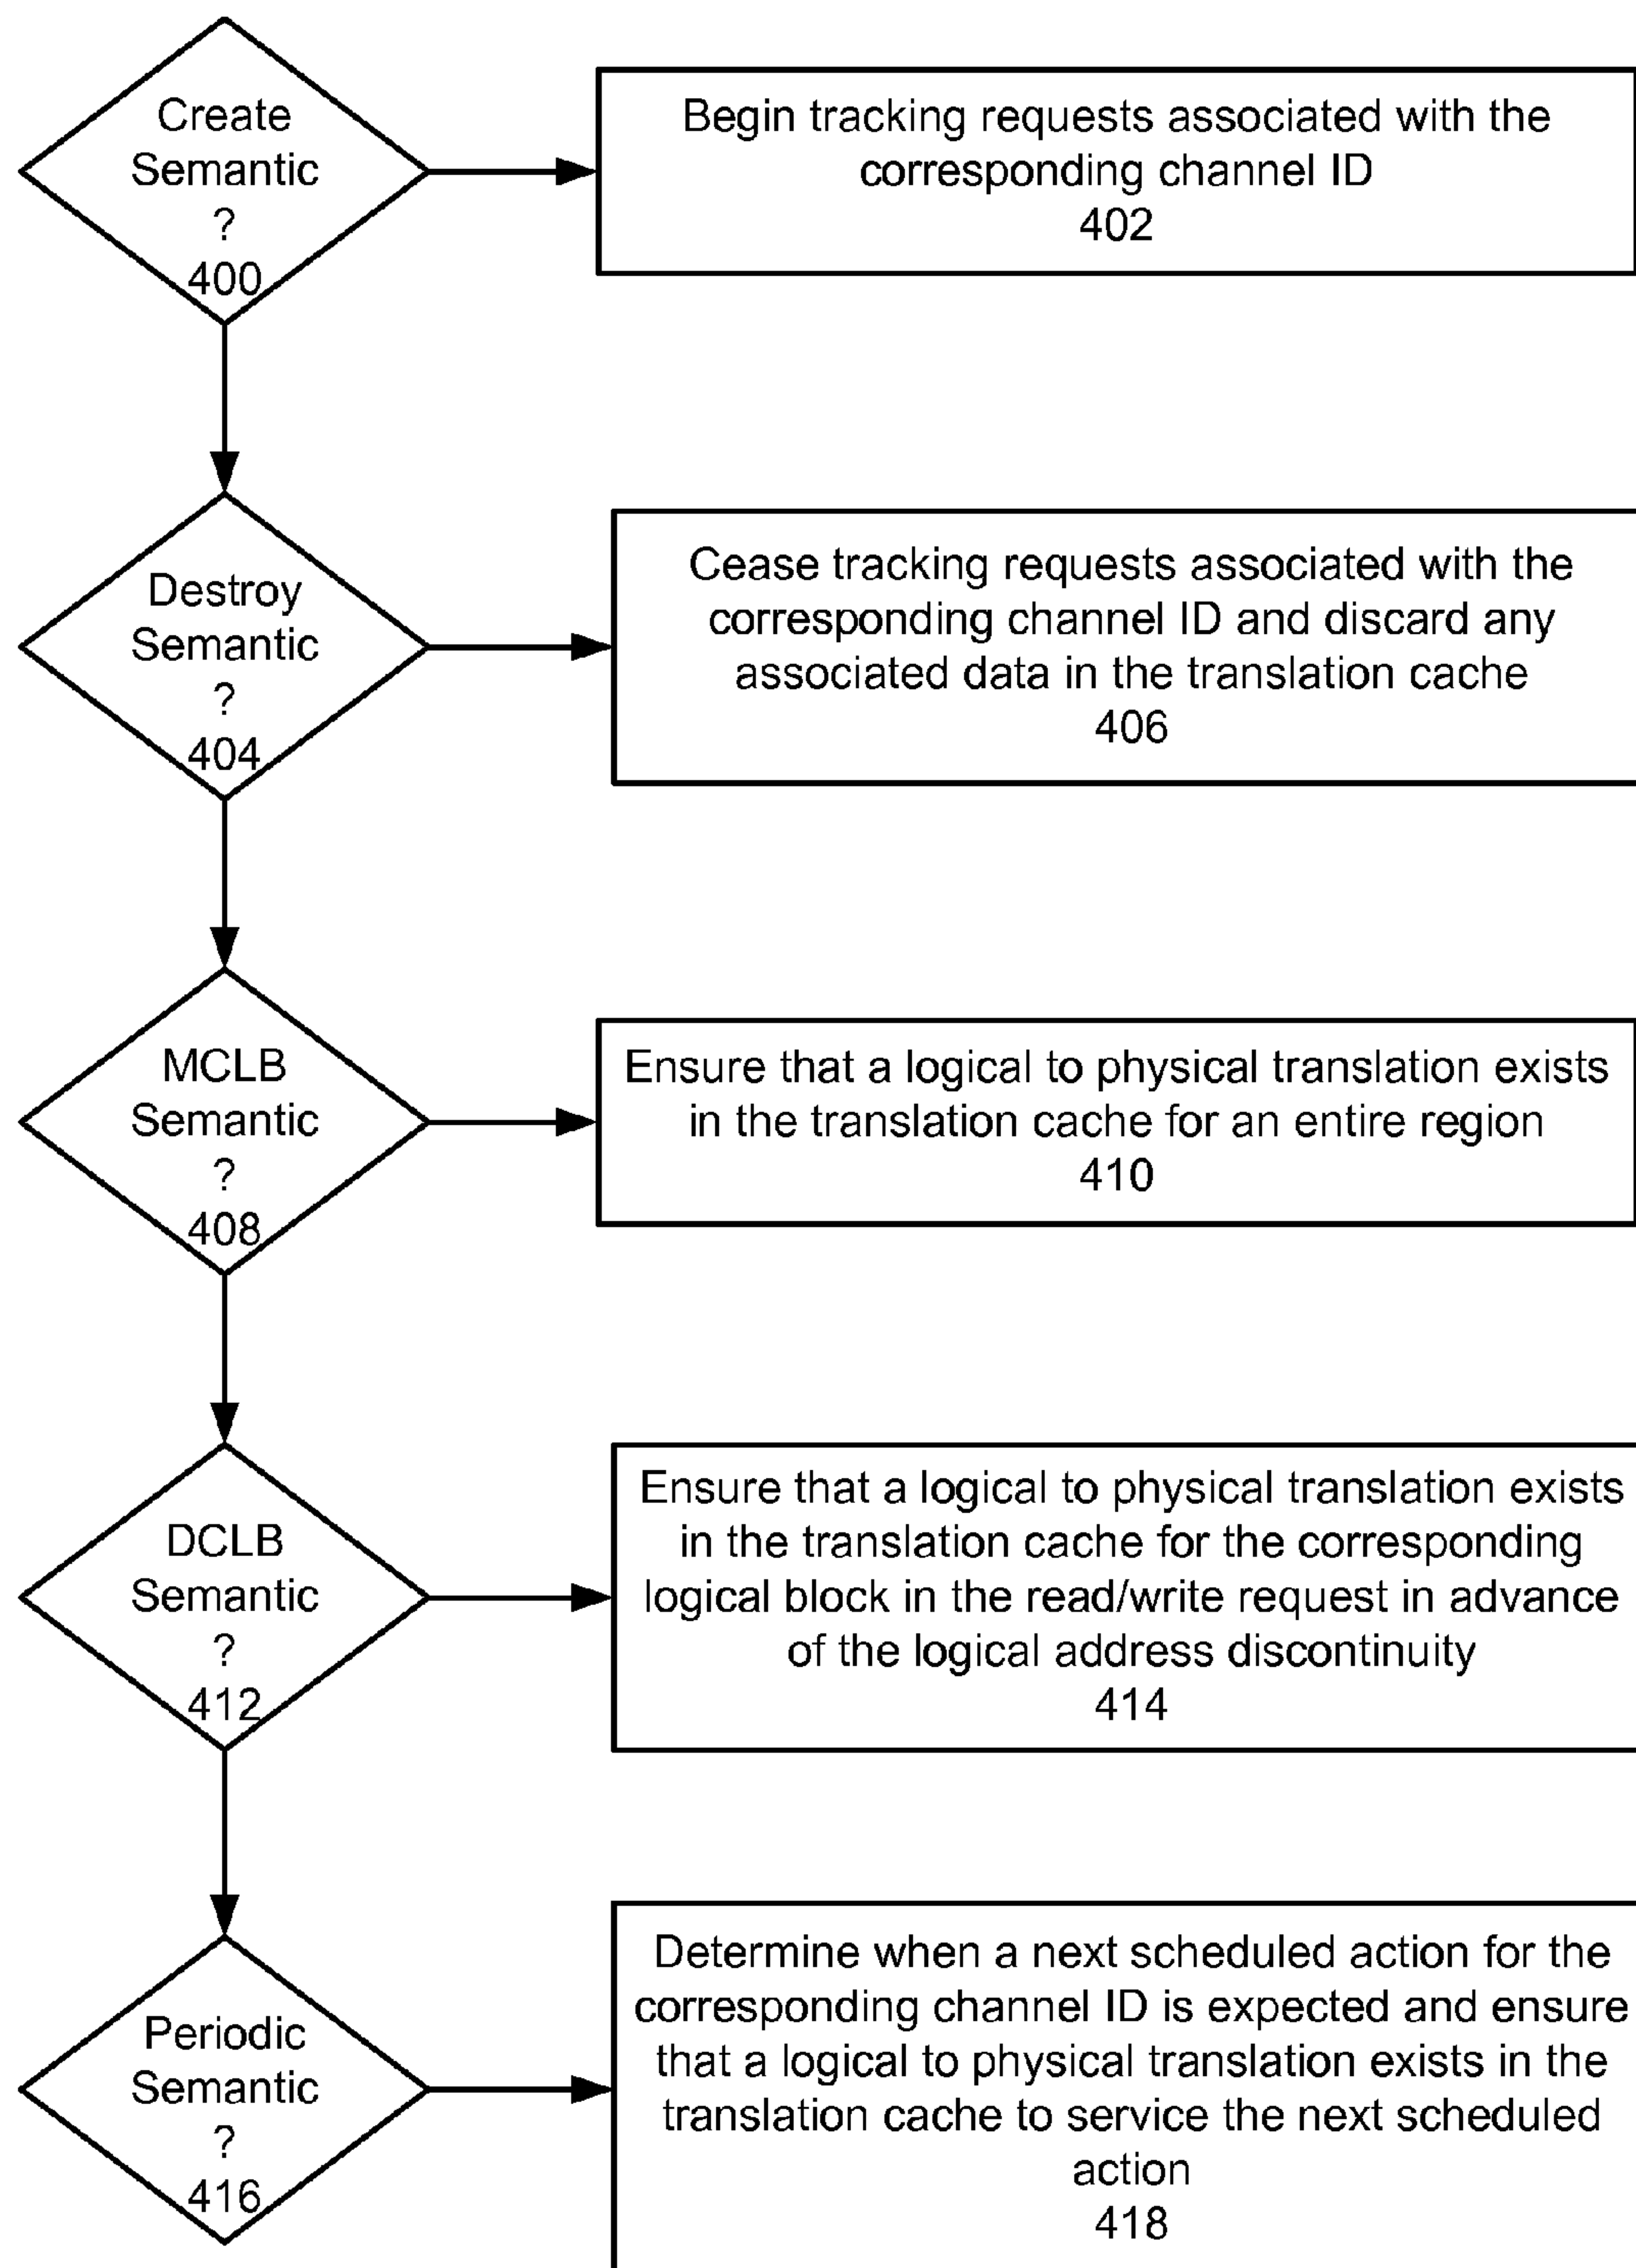 Create
Semantic
?
400
Begin tracking requests associated with the
corresponding channel ID
402
Destroy
Semantic
?
404
Cease tracking requests associated with the
corresponding channel ID and discard any
associated data in the translation cache
406
MCLB
Semantic
?
408
Ensure that a logical to physical translation exists
in the translation cache for an entire region
410
DCLB
Semantic
?
412
Ensure that a logical to physical translation exists
in the translation cache for the corresponding
logical block in the read/write request in advance
of the logical address discontinuity
414
Periodic
Semantic
?
416
Determine when a next scheduled action for the
corresponding channel ID is expected and ensure
that a logical to physical translation exists in the
translation cache to service the next scheduled
action
418